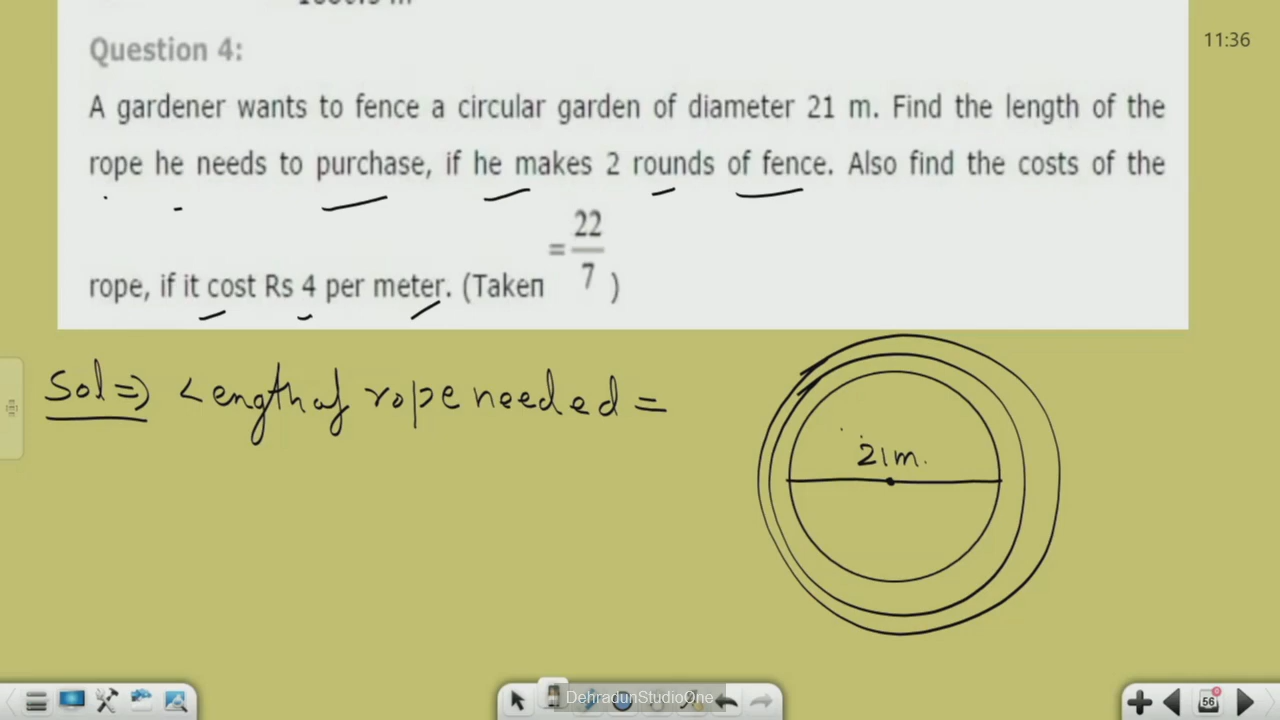 Question 4:
11:36
A gardener wants to fence a circular garden of diameter 21 m. Find the length of the
rope he needs to purchase, if he makes 2 rounds of fence. Also find the costs of the
= 22/7
rope, if it cost Rs 4 per meter. (Taken )
Sol ⇒ Length of rope needed =
21m.
56
DehradunStudioOne